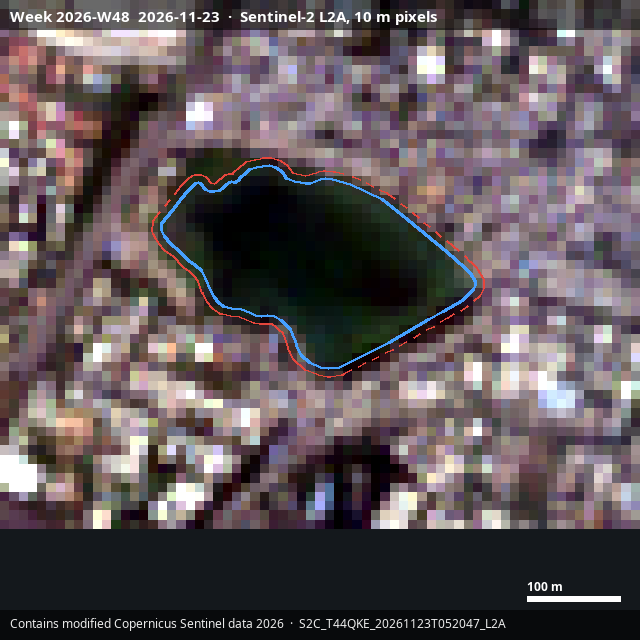 Week 2026-W48 2026-11-23 · Sentinel-2 L2A, 10 m pixels
100 m
Contains modified Copernicus Sentinel data 2026 · S2C_T44QKE_20261123T052047_L2A